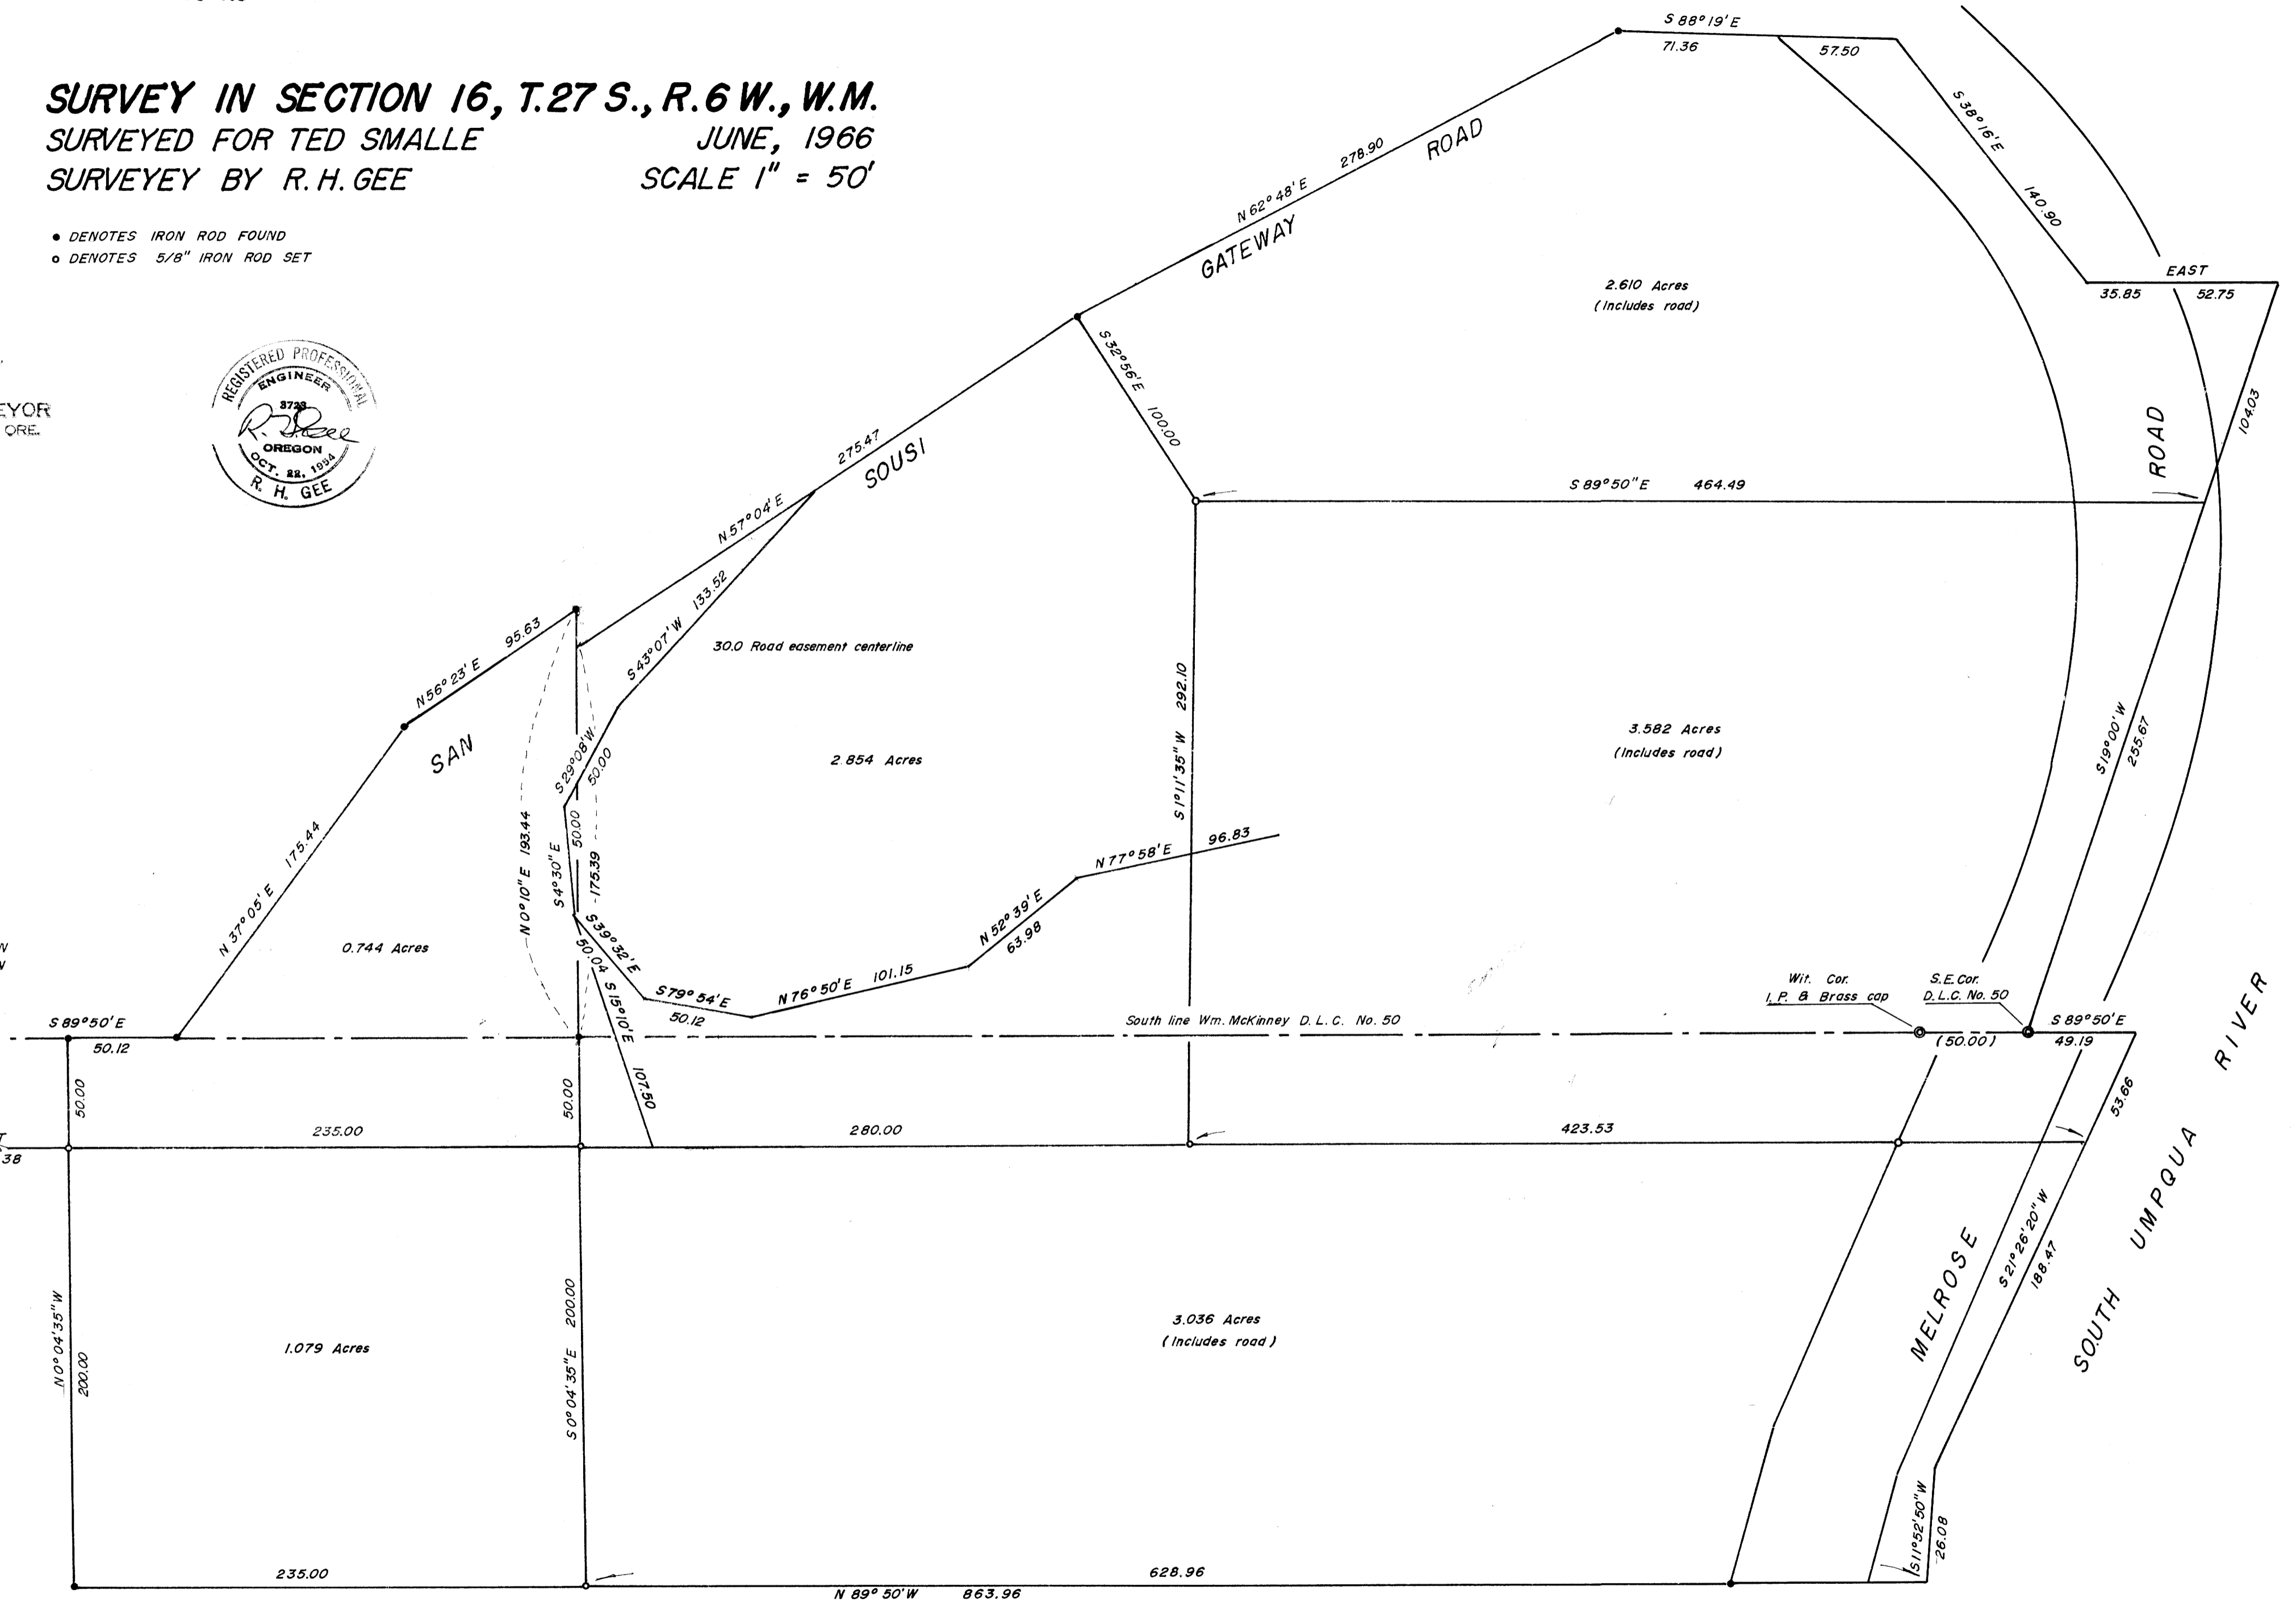 SURVEY IN SECTION 16, T.27 S., R.6 W., W.M.
SURVEYED FOR TED SMALLE JUNE, 1966
SURVEYEY BY R. H. GEE SCALE 1" = 50'
• DENOTES IRON ROD FOUND
o DENOTES 5/8" IRON ROD SET
REGISTERED PROFESSIONAL
ENGINEER
3723
OREGON
OCT. 22, 1954
R. H. GEE
EYOR
ORE.
S 88°19'E
71.36
57.50
S 38°16'E
140.90
EAST
35.85
52.75
104.03
N 62°48'E
278.90
GATEWAY ROAD
2.610 Acres
(Includes road)
S 32°56'E 100.00
S 89°50"E 464.49
ROAD
N 57°04'E
275.47
SOUSI
S 43°07'W 133.52
30.0 Road easement centerline
N 56°23'E 95.63
SAN
N 37°05'E 175.44
0.744 Acres
S 29°08'W
50.00
S 4°30"E
50.00
N 0°10"E 193.44
175.39
2.854 Acres
S 1°11'35"W 292.10
3.582 Acres
(Includes road)
S 19°00'W
255.67
N 77°58'E 96.83
N 52°39'E
63.98
N 76°50'E 101.15
S 79°54'E
50.12
S 39°32'E
50.04
S 15°10'E
107.50
S 89°50'E
50.12
South line Wm. McKinney D. L. C. No. 50
Wit. Cor.
I. P. & Brass cap
S.E. Cor.
D.L.C. No. 50
(50.00)
S 89°50'E
49.19
53.66
50.00
50.00
235.00
280.00
423.53
38
N 0°04'35"W
200.00
1.079 Acres
S 0°04'35"E 200.00
3.036 Acres
(Includes road)
MELROSE
S 21°26'20"W
188.47
SOUTH UMPQUA RIVER
S 11°52'50"W
26.08
235.00
628.96
N 89°50'W 863.96